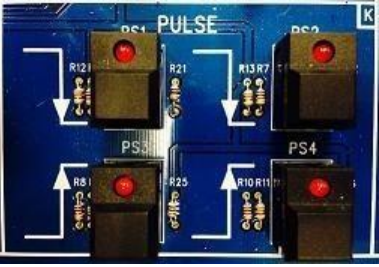 PS1 PULSE PS2 K
R12 R21 R13 R7
PS3 PS4
R8 R25 R10 R11